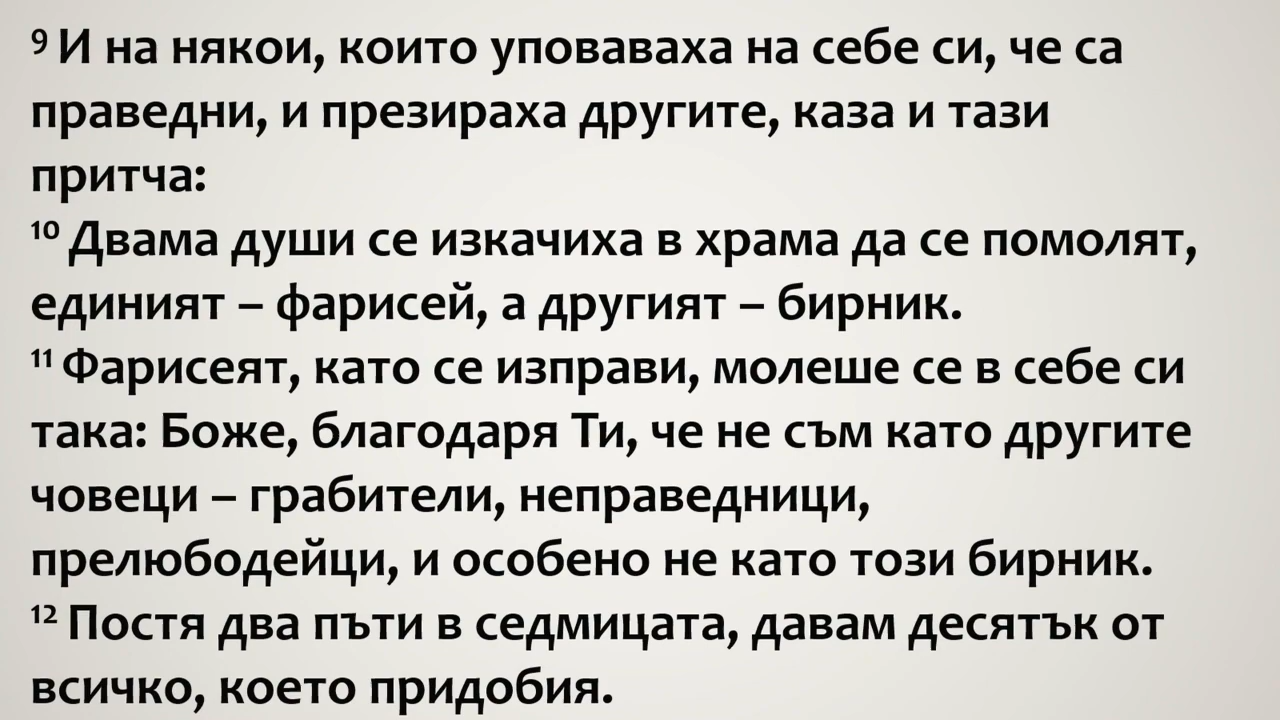 9 И на някои, които уповаваха на себе си, че са
праведни, и презираха другите, каза и тази
притча:
10 Двама души се изкачиха в храма да се помолят,
единият – фарисей, а другият – бирник.
11 Фарисеят, като се изправи, молеше се в себе си
така: Боже, благодаря Ти, че не съм като другите
човеци – грабители, неправедници,
прелюбодейци, и особено не като този бирник.
12 Постя два пъти в седмицата, давам десятък от
всичко, което придобия.